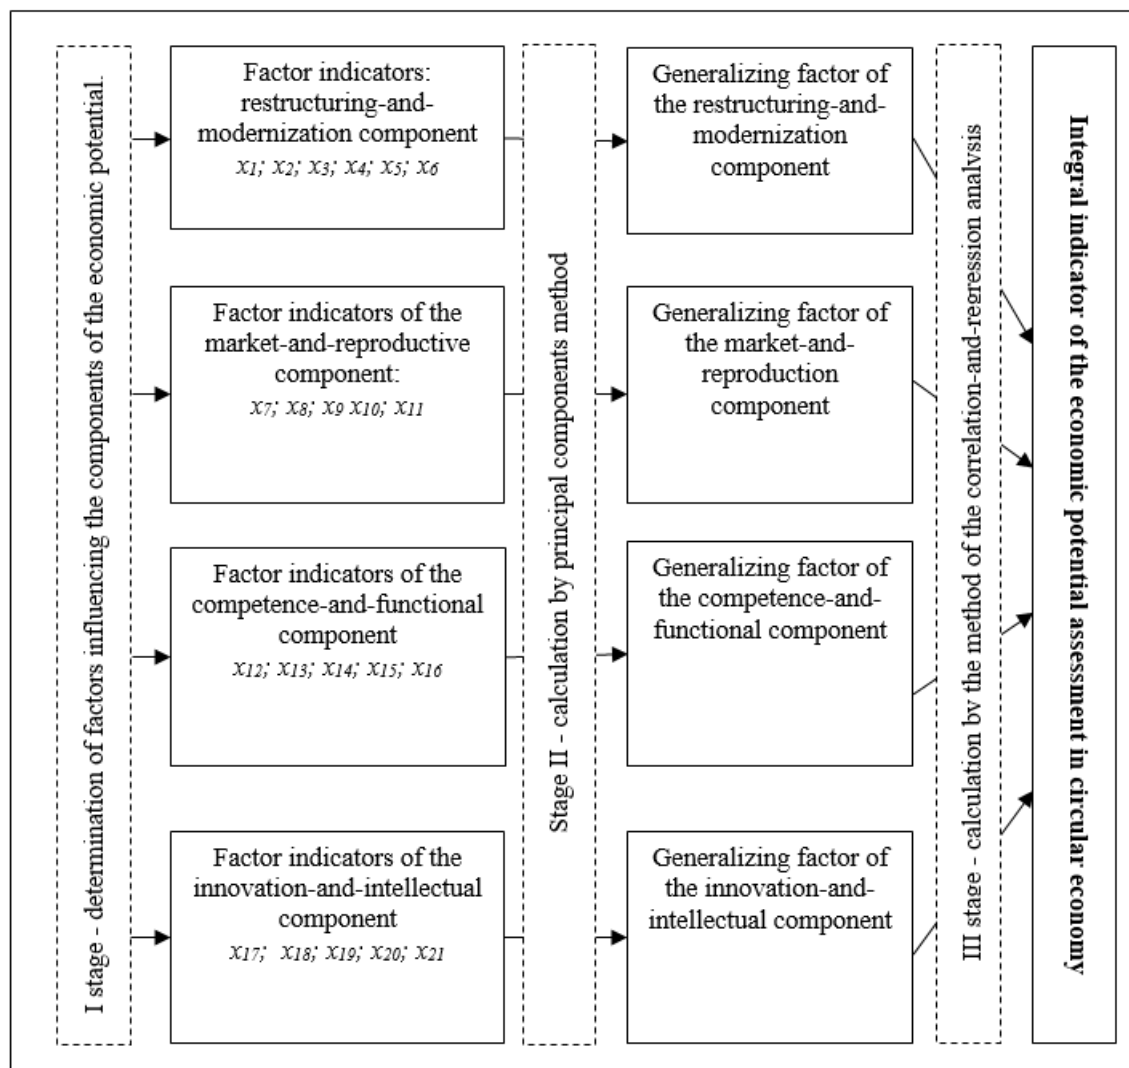 I stage - determination of factors influencing the components of the economic potential.
Factor indicators:
restructuring-and-
modernization component
x1; x2; x3; x4; x5; x6
Factor indicators of the
market-and-reproductive
component:
x7; x8; x9 x10; x11
Factor indicators of the
competence-and-functional
component
x12; x13; x14; x15; x16
Factor indicators of the
innovation-and-intellectual
component
x17; x18; x19; x20; x21
Stage II - calculation by principal components method
Generalizing factor of
the restructuring-and-
modernization
component
Generalizing factor of
the market-and-
reproduction
component
Generalizing factor of
the competence-and-
functional component
Generalizing factor of
the innovation-and-
intellectual component
III stage - calculation by the method of the correlation-and-regression analysis
Integral indicator of the economic potential assessment in circular economy